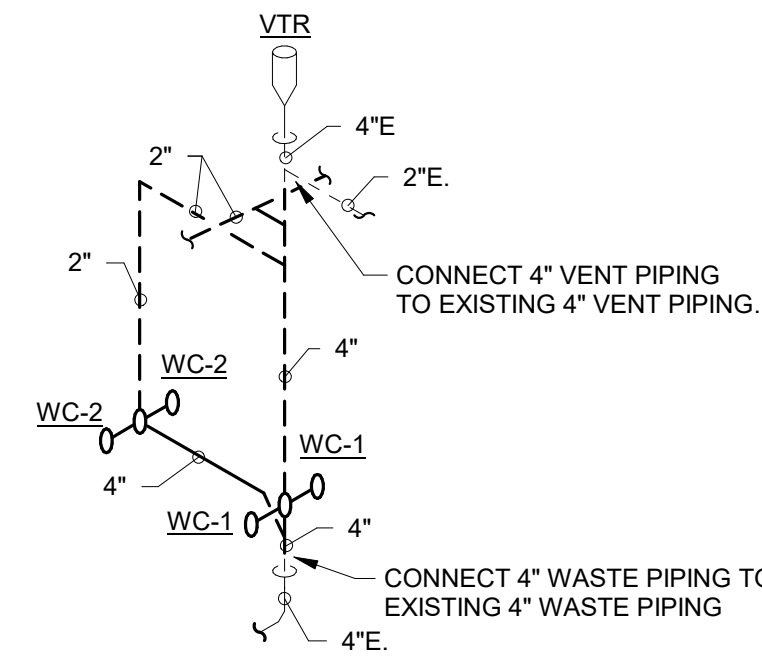 VTR
4"E
2"
2"E.
CONNECT 4" VENT PIPING
TO EXISTING 4" VENT PIPING.
2"
4"
WC-2
WC-2
WC-1
4"
WC-1
4"
CONNECT 4" WASTE PIPING TO
EXISTING 4" WASTE PIPING
4"E.